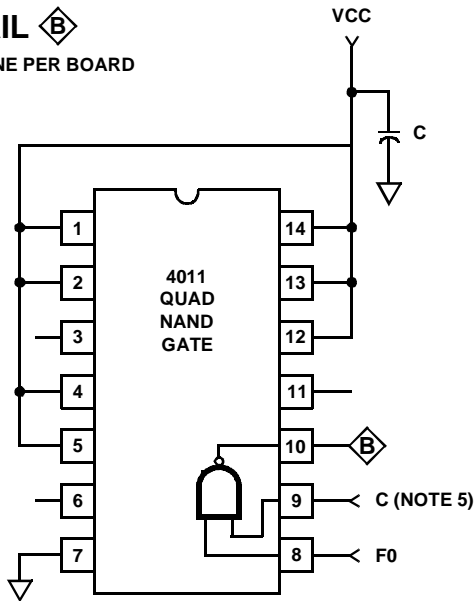 VCC
AIL B
NE PER BOARD
C
4011
QUAD
NAND
GATE
1
2
3
4
5
6
7
14
13
12
11
10
9
8
B
C (NOTE 5)
F0